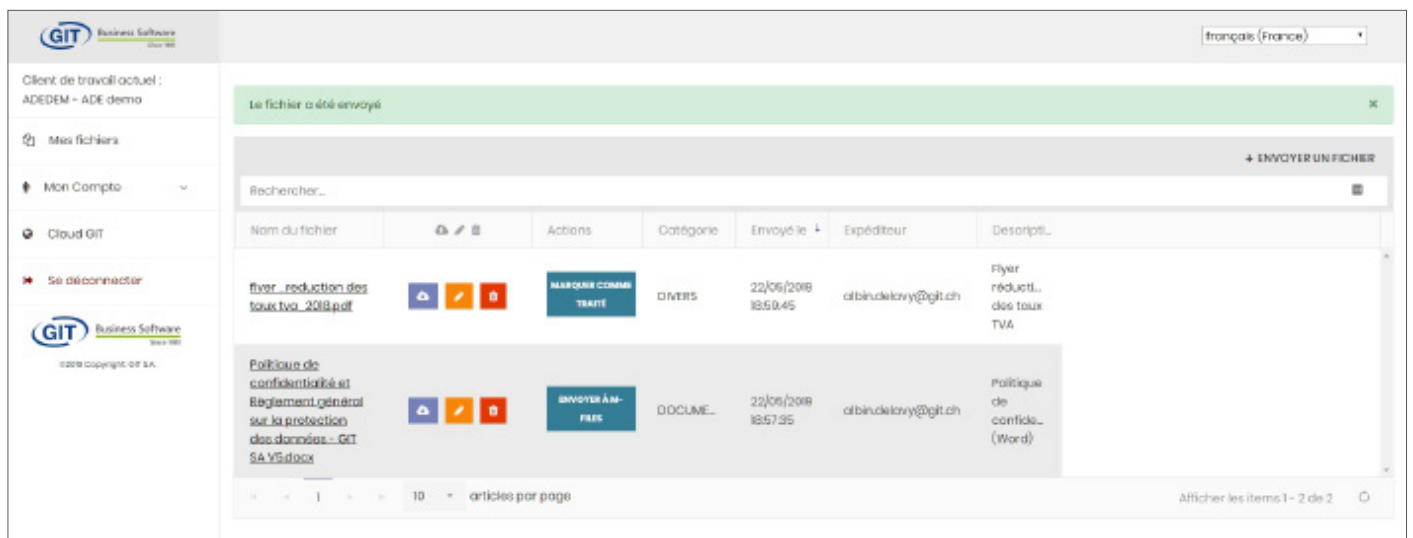 GIT Business Software
Since 1981
français (France)
Client de travail actuel :
ADEDEM - ADE demo
Le fichier a été envoyé
Mes fichiers
+ ENVOYER UN FICHIER
Mon Compte
Rechercher...
Cloud GIT
Nom du fichier Actions Catégorie Envoyé le Expéditeur Descripti...
Se déconnecter
flyer_reduction des
taux tva_2018.pdf
MARQUER COMME
TRAITÉ
DIVERS
22/05/2018
18:59:45
albin.delavy@git.ch
Flyer
réducti...
des taux
TVA
GIT Business Software
©2018 Copyright GIT S.A.
Politique de
confidentialité et
Règlement général
sur la protection
des données - GIT
SA V5.docx
ENVOYER À M-
FILES
DOCUME...
22/05/2018
18:57:35
albin.delavy@git.ch
Politique
de
confide...
(Word)
1 10 articles par page
Afficher les items 1 - 2 de 2